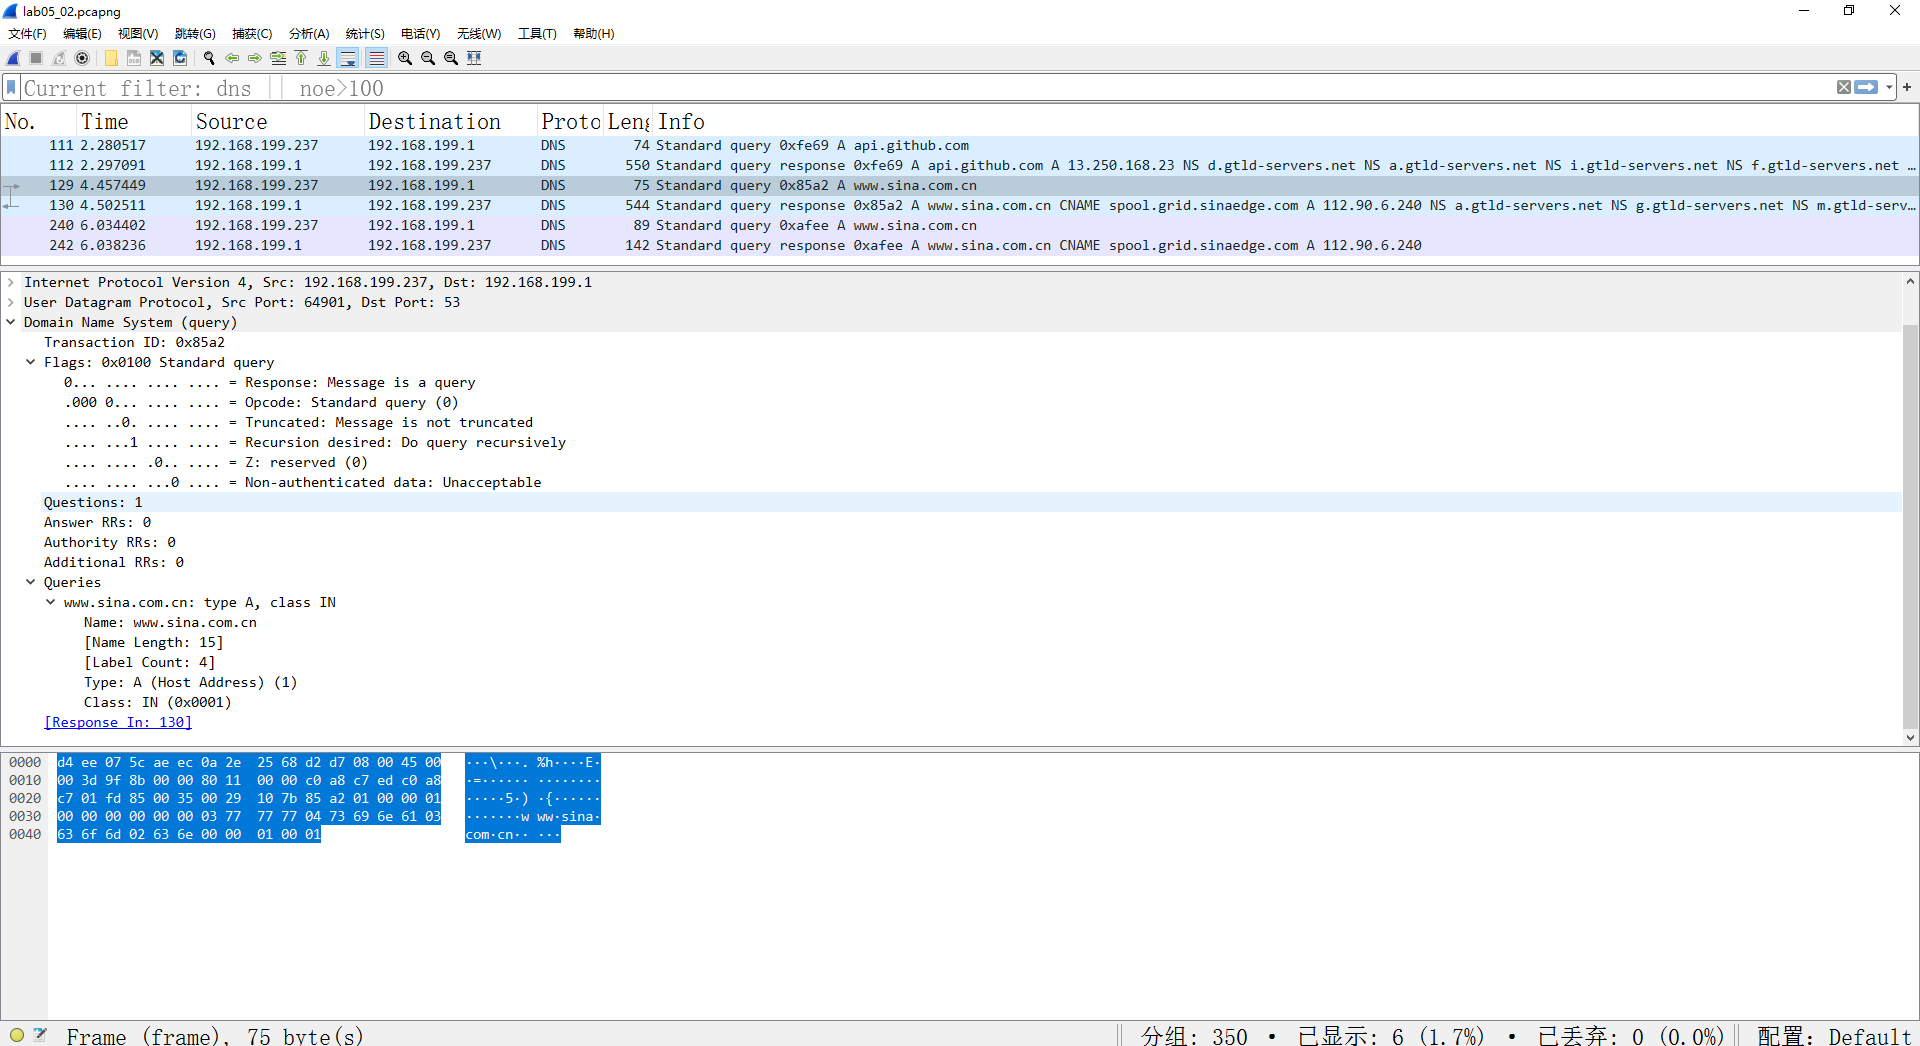 lab05_02.pcapng
文件(F) 编辑(E) 视图(V) 跳转(G) 捕获(C) 分析(A) 统计(S) 电话(Y) 无线(W) 工具(T) 帮助(H)
Current filter: dns || noe>100
No. Time Source Destination Proto Leng Info
111 2.280517 192.168.199.237 192.168.199.1 DNS 74 Standard query 0xfe69 A api.github.com
112 2.297091 192.168.199.1 192.168.199.237 DNS 550 Standard query response 0xfe69 A api.github.com A 13.250.168.23 NS d.gtld-servers.net NS a.gtld-servers.net NS i.gtld-servers.net NS f.gtld-servers.net …
129 4.457449 192.168.199.237 192.168.199.1 DNS 75 Standard query 0x85a2 A www.sina.com.cn
130 4.502511 192.168.199.1 192.168.199.237 DNS 544 Standard query response 0x85a2 A www.sina.com.cn CNAME spool.grid.sinaedge.com A 112.90.6.240 NS a.gtld-servers.net NS g.gtld-servers.net NS m.gtld-serv…
240 6.034402 192.168.199.237 192.168.199.1 DNS 89 Standard query 0xafee A www.sina.com.cn
242 6.038236 192.168.199.1 192.168.199.237 DNS 142 Standard query response 0xafee A www.sina.com.cn CNAME spool.grid.sinaedge.com A 112.90.6.240
Internet Protocol Version 4, Src: 192.168.199.237, Dst: 192.168.199.1
User Datagram Protocol, Src Port: 64901, Dst Port: 53
Domain Name System (query)
Transaction ID: 0x85a2
Flags: 0x0100 Standard query
0... .... .... .... = Response: Message is a query
.000 0... .... .... = Opcode: Standard query (0)
.... ..0. .... .... = Truncated: Message is not truncated
.... ...1 .... .... = Recursion desired: Do query recursively
.... .... .0.. .... = Z: reserved (0)
.... .... ...0 .... = Non-authenticated data: Unacceptable
Questions: 1
Answer RRs: 0
Authority RRs: 0
Additional RRs: 0
Queries
www.sina.com.cn: type A, class IN
Name: www.sina.com.cn
[Name Length: 15]
[Label Count: 4]
Type: A (Host Address) (1)
Class: IN (0x0001)
[Response In: 130]
0000 d4 ee 07 5c ae ec 0a 2e 25 68 d2 d7 08 00 45 00 ···\···. %h····E·
0010 00 3d 9f 8b 00 00 80 11 00 00 c0 a8 c7 ed c0 a8 ·=······ ········
0020 c7 01 fd 85 00 35 00 29 10 7b 85 a2 01 00 00 01 ·····5·) ·{······
0030 00 00 00 00 00 00 03 77 77 77 04 73 69 6e 61 03 ·······w ww·sina·
0040 63 6f 6d 02 63 6e 00 00 01 00 01 com·cn·· ···
Frame (frame), 75 byte(s) 分组: 350 · 已显示: 6 (1.7%) · 已丢弃: 0 (0.0%) 配置: Default